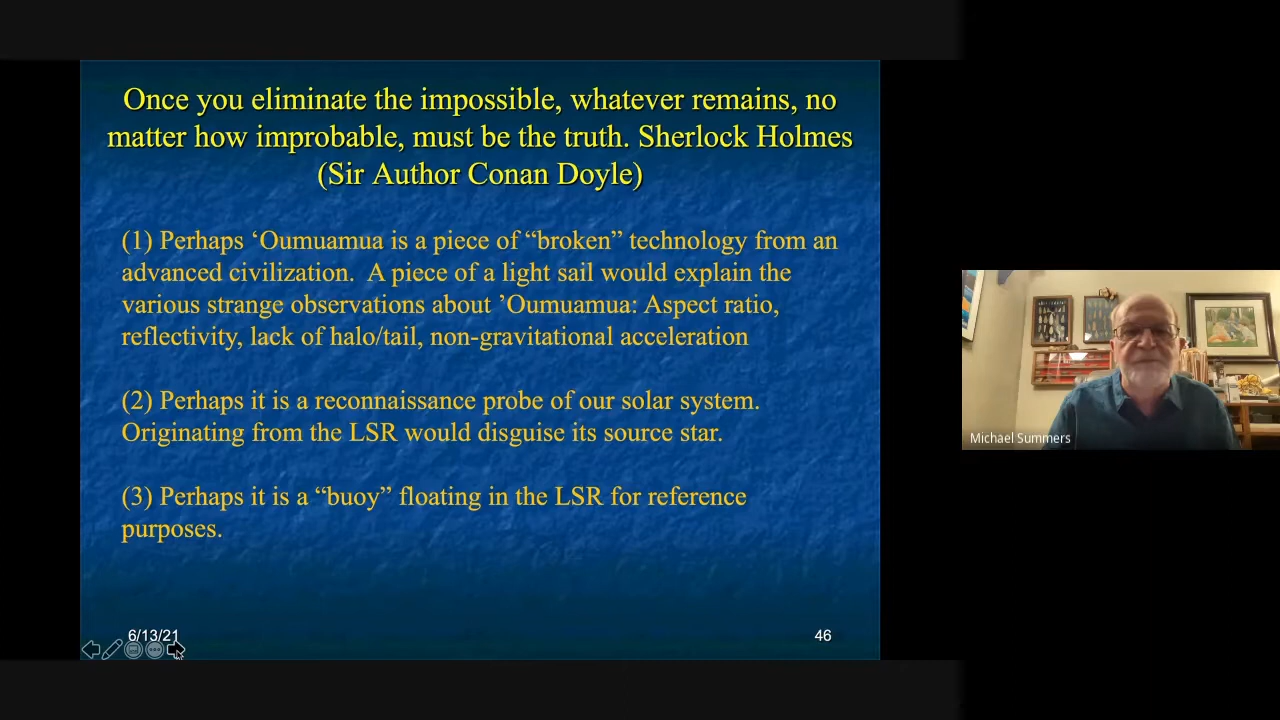 Once you eliminate the impossible, whatever remains, no
matter how improbable, must be the truth. Sherlock Holmes
(Sir Author Conan Doyle)
(1) Perhaps ‘Oumuamua is a piece of “broken” technology from an
advanced civilization.  A piece of a light sail would explain the
various strange observations about ’Oumuamua: Aspect ratio,
reflectivity, lack of halo/tail, non-gravitational acceleration
(2) Perhaps it is a reconnaissance probe of our solar system.
Originating from the LSR would disguise its source star.
(3) Perhaps it is a “buoy” floating in the LSR for reference
purposes.
6/13/21
46
Michael Summers